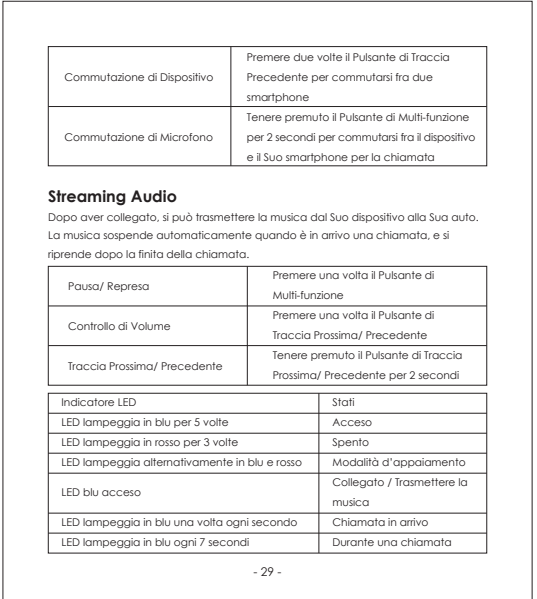 Commutazione di Dispositivo
Premere due volte il Pulsante di Traccia
Precedente per commutarsi fra due
smartphone
Commutazione di Microfono
Tenere premuto il Pulsante di Multi-funzione
per 2 secondi per commutarsi fra il dispositivo
e il Suo smartphone per la chiamata
Streaming Audio
Dopo aver collegato, si può trasmettere la musica dal Suo dispositivo alla Sua auto.
La musica sospende automaticamente quando è in arrivo una chiamata, e si
riprende dopo la finita della chiamata.
Pausa/ Represa
Premere una volta il Pulsante di
Multi-funzione
Controllo di Volume
Premere una volta il Pulsante di
Traccia Prossima/ Precedente
Traccia Prossima/ Precedente
Tenere premuto il Pulsante di Traccia
Prossima/ Precedente per 2 secondi
Indicatore LED
Stati
LED lampeggia in blu per 5 volte
Acceso
LED lampeggia in rosso per 3 volte
Spento
LED lampeggia alternativamente in blu e rosso
Modalità d'appaiamento
LED blu acceso
Collegato / Trasmettere la
musica
LED lampeggia in blu una volta ogni secondo
Chiamata in arrivo
LED lampeggia in blu ogni 7 secondi
Durante una chiamata
- 29 -